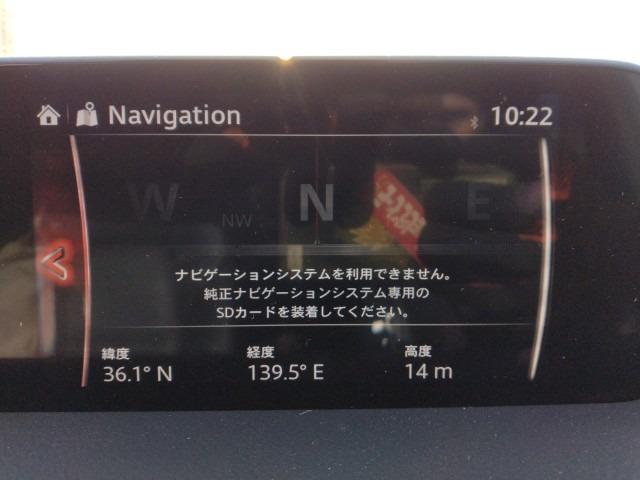 Navigation
10:22
W
NW
N
E
ナビゲーションシステムを利用できません。
純正ナビゲーションシステム専用の
SDカードを装着してください。
緯度 経度 高度
36.1° N 139.5° E 14 m